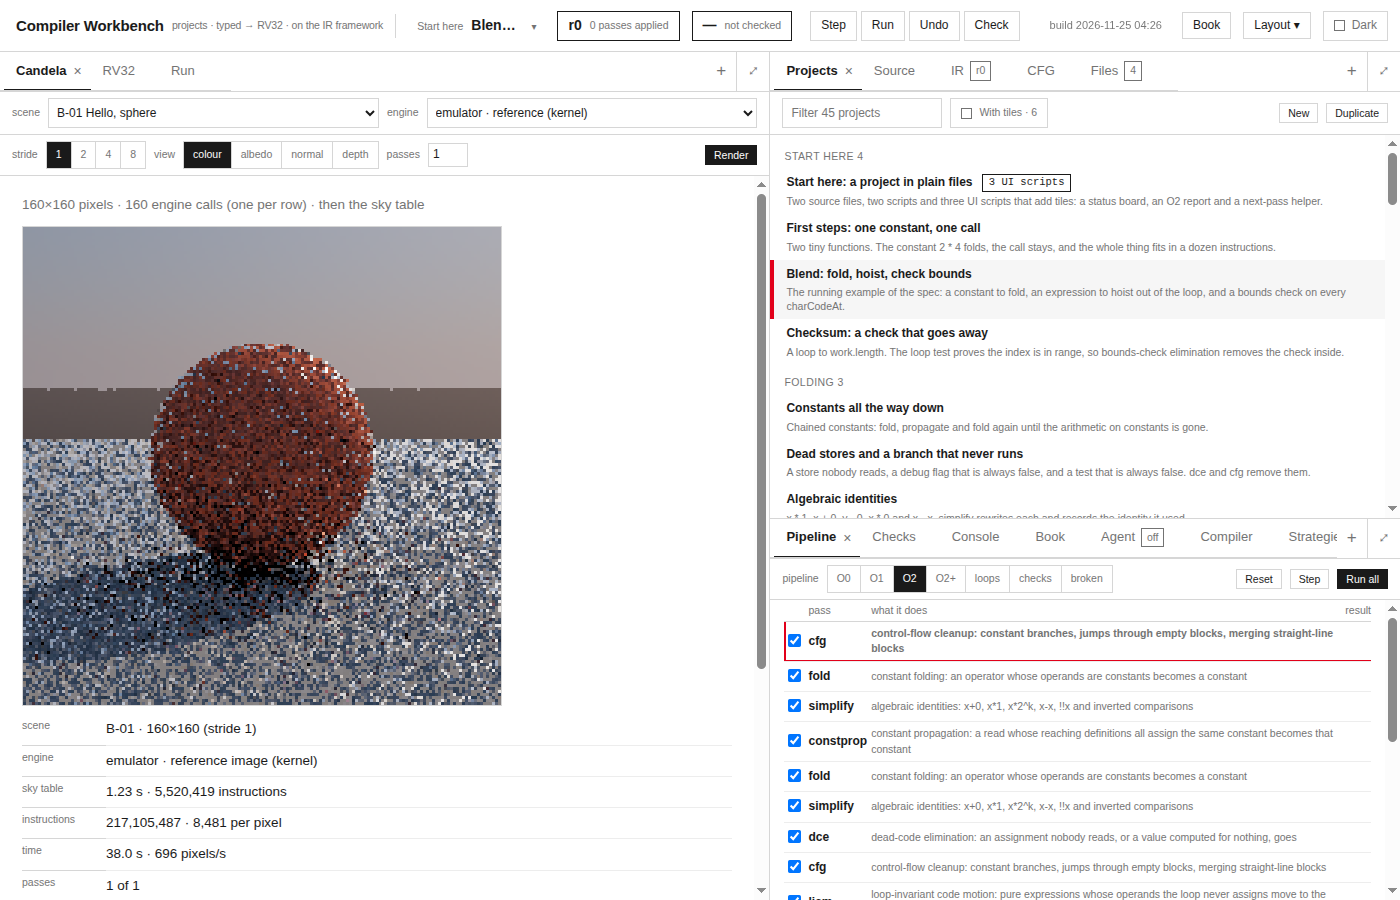 Compiler Workbench projects · typed → RV32 · on the IR framework Start here Blen… r0 0 passes applied — not checked Step Run Undo Check build 2026-11-25 04:26 Book Layout ▾ Dark
Candela × RV32 Run +
scene B-01 Hello, sphere engine emulator · reference (kernel)
stride 1 2 4 8 view colour albedo normal depth passes 1 Render
160×160 pixels · 160 engine calls (one per row) · then the sky table
scene B-01 · 160×160 (stride 1)
engine emulator · reference image (kernel)
sky table 1.23 s · 5,520,419 instructions
instructions 217,105,487 · 8,481 per pixel
time 38.0 s · 696 pixels/s
passes 1 of 1
Projects × Source IR r0 CFG Files 4 +
Filter 45 projects With tiles · 6 New Duplicate
START HERE 4
Start here: a project in plain files 3 UI scripts
Two source files, two scripts and three UI scripts that add tiles: a status board, an O2 report and a next-pass helper.
First steps: one constant, one call
Two tiny functions. The constant 2 * 4 folds, the call stays, and the whole thing fits in a dozen instructions.
Blend: fold, hoist, check bounds
The running example of the spec: a constant to fold, an expression to hoist out of the loop, and a bounds check on every
charCodeAt.
Checksum: a check that goes away
A loop to work.length. The loop test proves the index is in range, so bounds-check elimination removes the check inside.
FOLDING 3
Constants all the way down
Chained constants: fold, propagate and fold again until the arithmetic on constants is gone.
Dead stores and a branch that never runs
A store nobody reads, a debug flag that is always false, and a test that is always false. dce and cfg remove them.
Algebraic identities
Pipeline × Checks Console Book Agent off Compiler Strategie +
pipeline O0 O1 O2 O2+ loops checks broken Reset Step Run all
pass what it does result
cfg control-flow cleanup: constant branches, jumps through empty blocks, merging straight-line
blocks
fold constant folding: an operator whose operands are constants becomes a constant
simplify algebraic identities: x+0, x*1, x*2^k, x-x, !!x and inverted comparisons
constprop constant propagation: a read whose reaching definitions all assign the same constant becomes that
constant
fold constant folding: an operator whose operands are constants becomes a constant
simplify algebraic identities: x+0, x*1, x*2^k, x-x, !!x and inverted comparisons
dce dead-code elimination: an assignment nobody reads, or a value computed for nothing, goes
cfg control-flow cleanup: constant branches, jumps through empty blocks, merging straight-line blocks
loop-invariant code motion: pure expressions whose operands the loop never assigns move to the